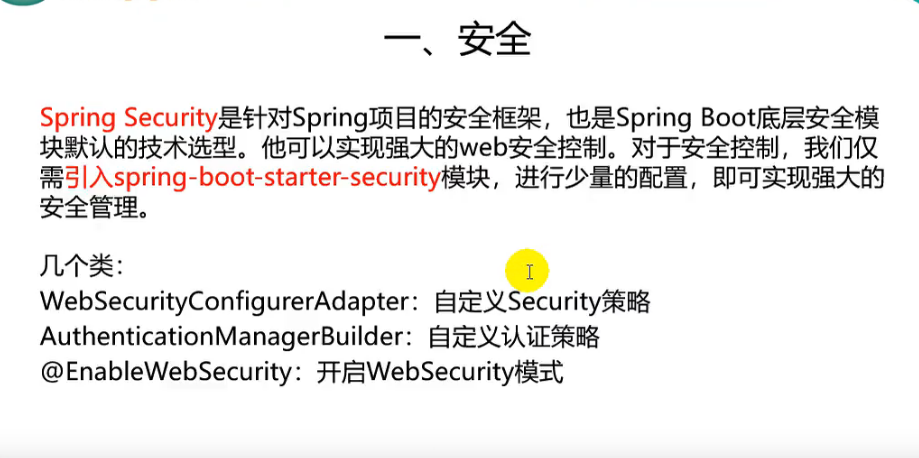 一、安全
Spring Security是针对Spring项目的安全框架，也是Spring Boot底层安全模
块默认的技术选型。他可以实现强大的web安全控制。对于安全控制，我们仅
需引入spring-boot-starter-security模块，进行少量的配置，即可实现强大的
安全管理。
几个类：
WebSecurityConfigurerAdapter：自定义Security策略
AuthenticationManagerBuilder：自定义认证策略
@EnableWebSecurity：开启WebSecurity模式